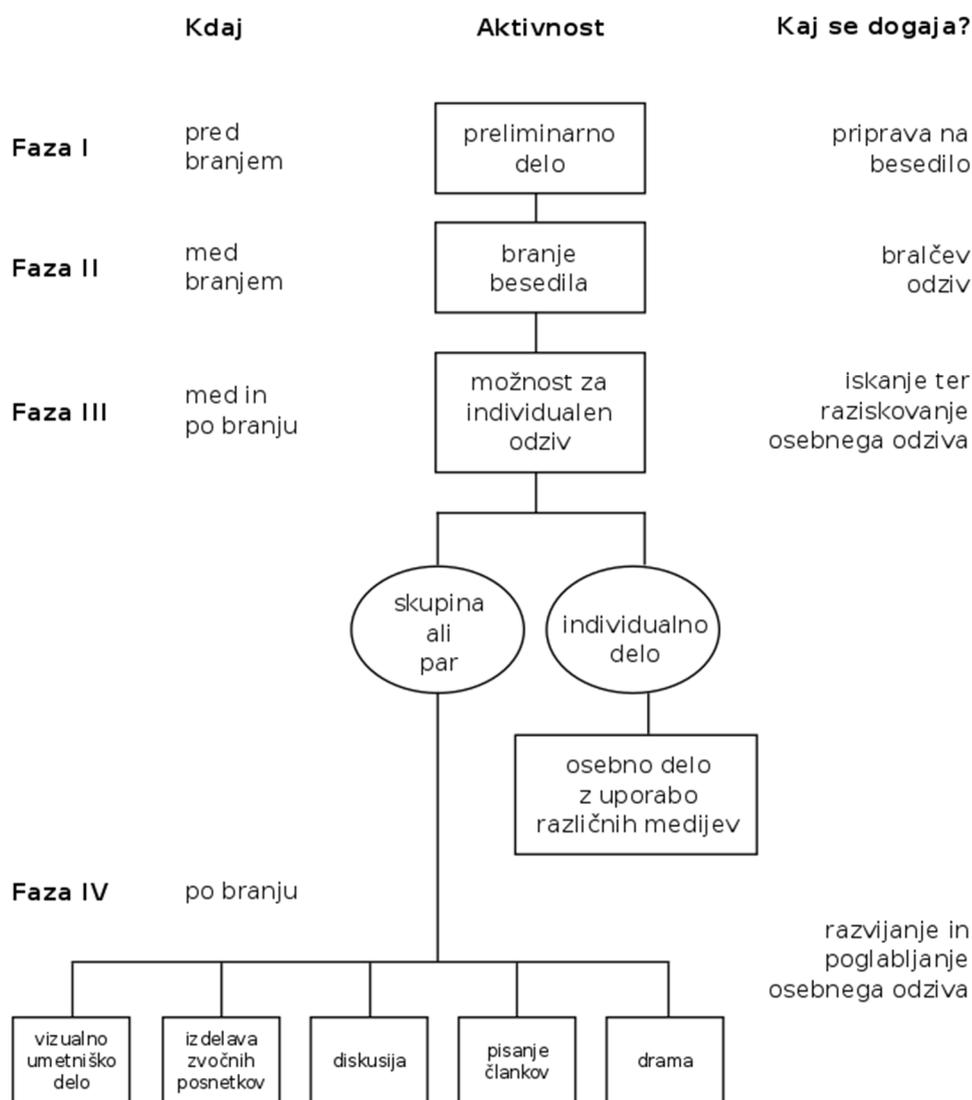 Kdaj
Aktivnost
Kaj se dogaja?
Faza I
pred
branjem
preliminarno
delo
priprava na
besedilo
Faza II
med
branjem
branje
besedila
bralčev
odziv
Faza III
med in
po branju
možnost za
individualen
odziv
iskanje ter
raziskovanje
osebnega odziva
skupina
ali
par
individualno
delo
osebno delo
z uporabo
različnih medijev
Faza IV
po branju
razvijanje in
poglabljanje
osebnega odziva
vizualno
umetniško
delo
izdelava
zvočnih
posnetkov
diskusija
pisanje
člankov
drama